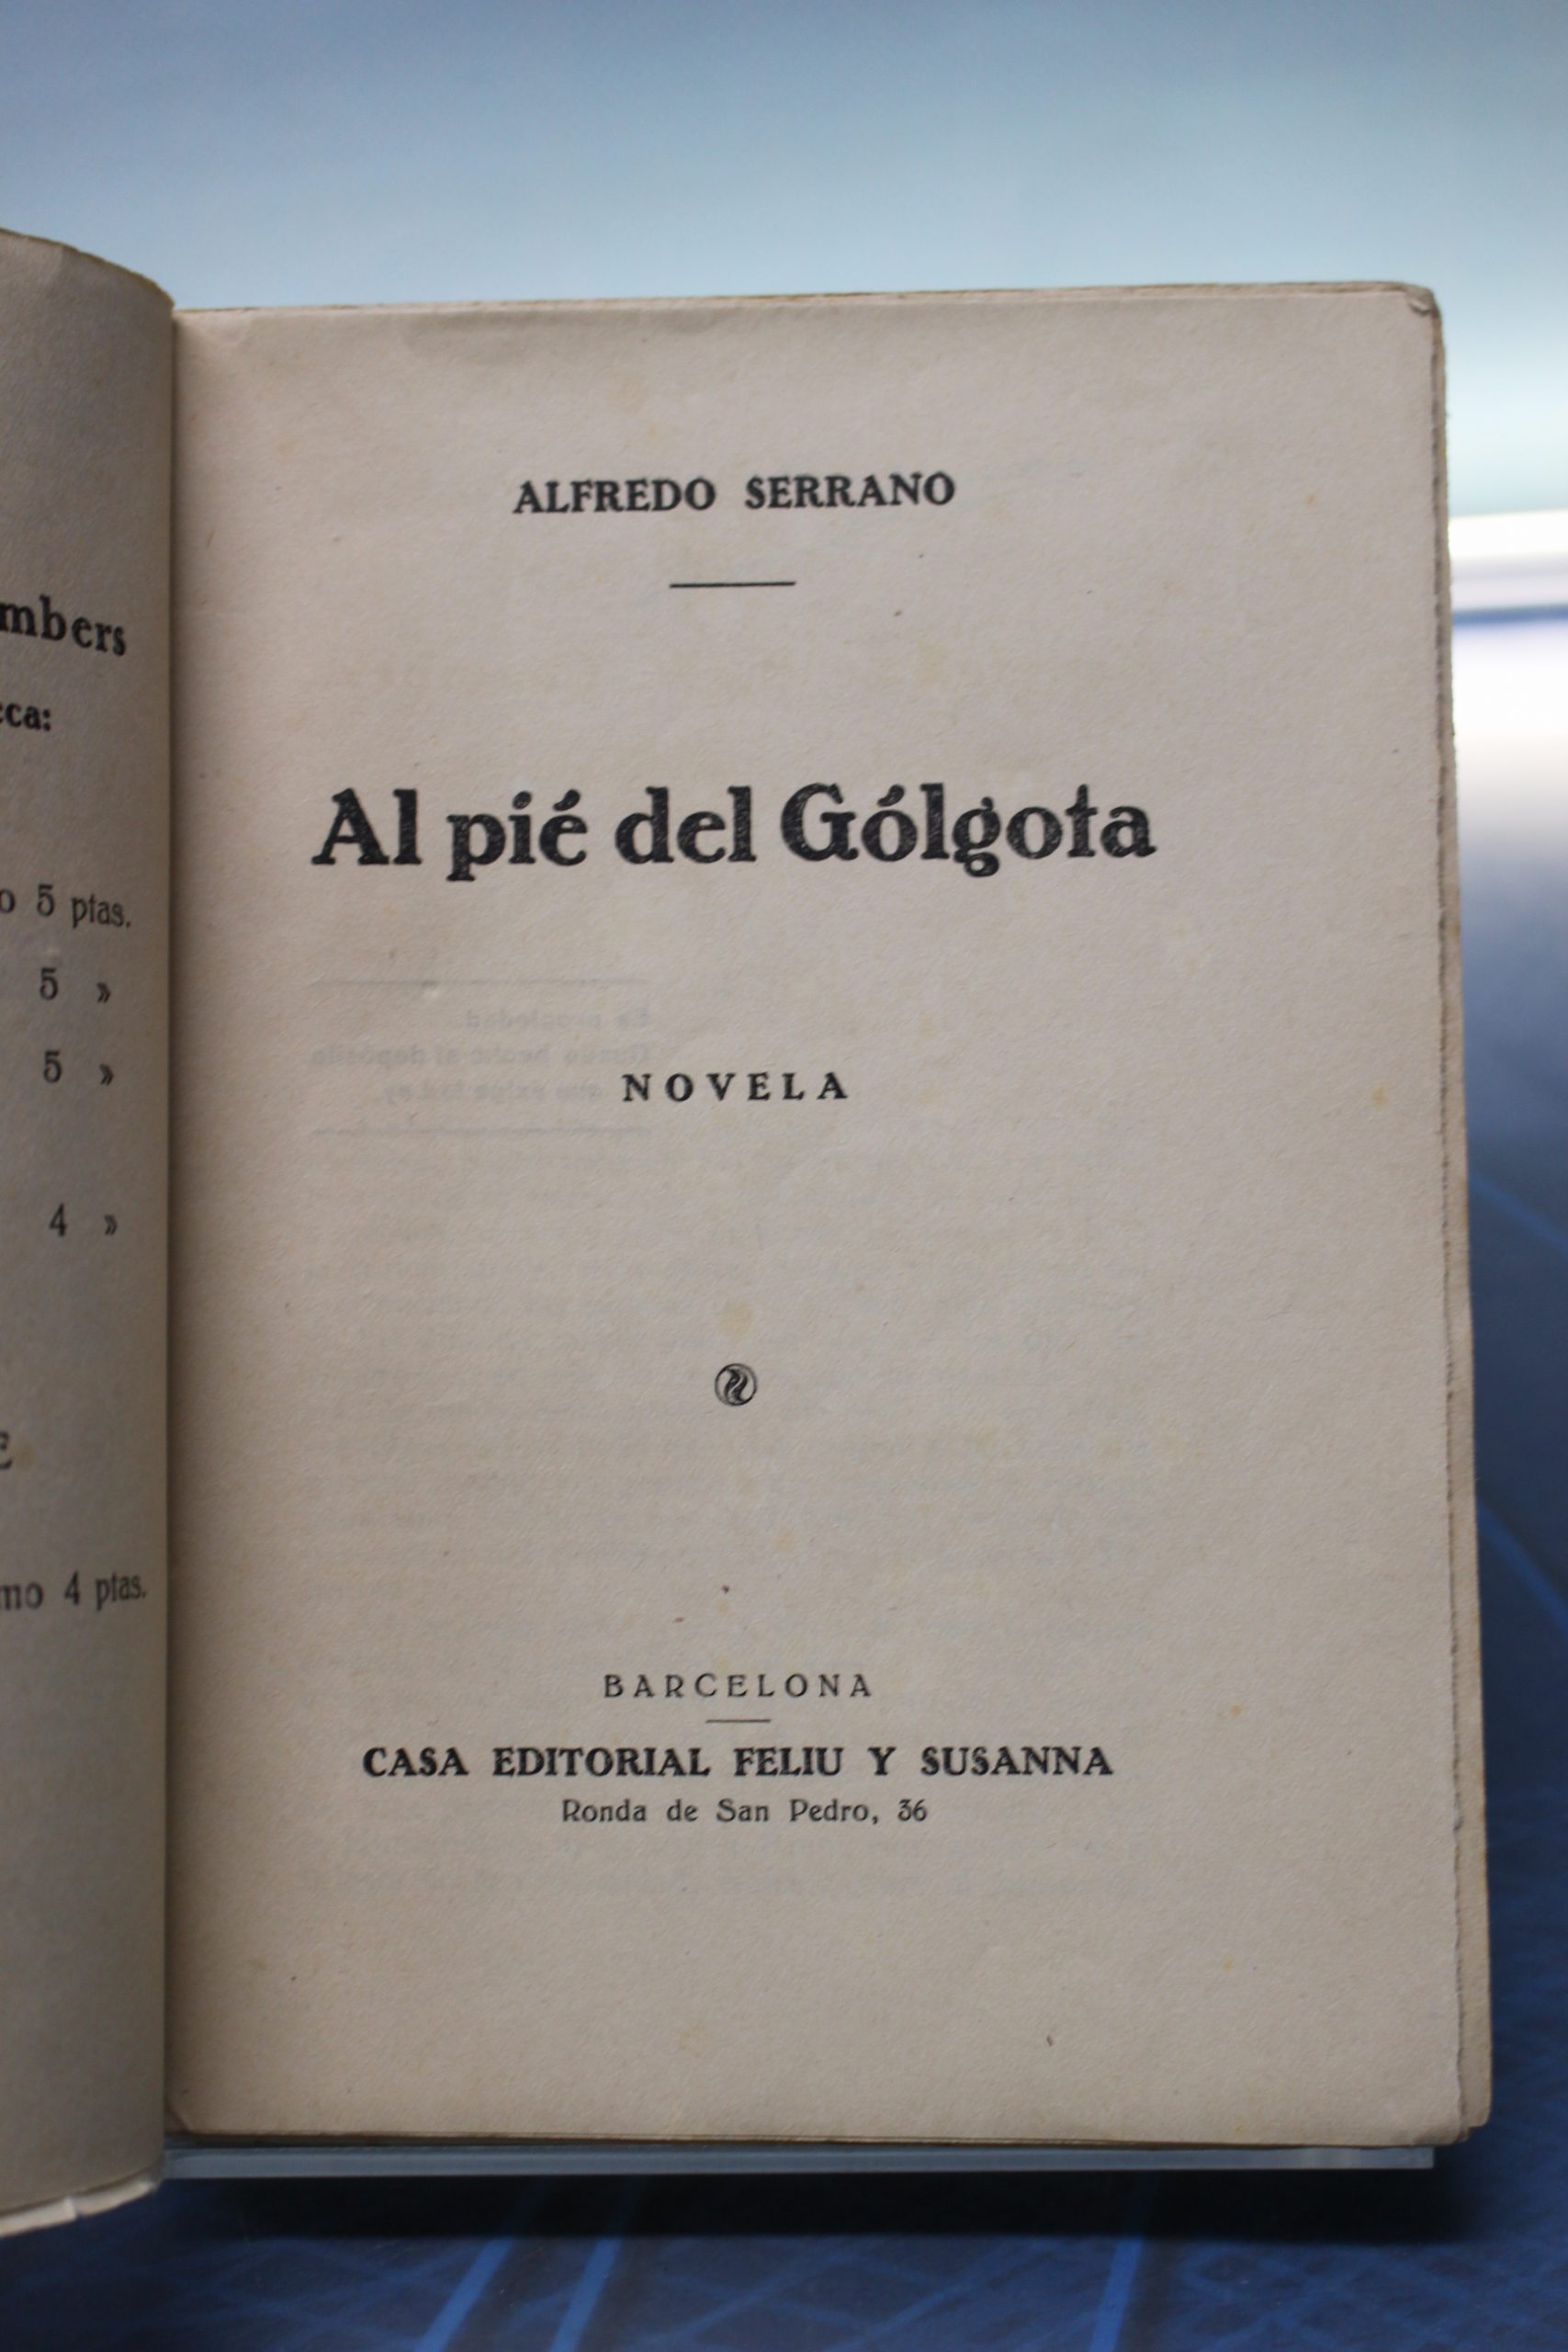 mbers
cca:
o 5 ptas.
5 »
5 »
4 »
E
mo 4 ptas.
ALFREDO SERRANO
Al pié del Gólgota
NOVELA
BARCELONA
CASA EDITORIAL FELIU Y SUSANNA
Ronda de San Pedro, 36